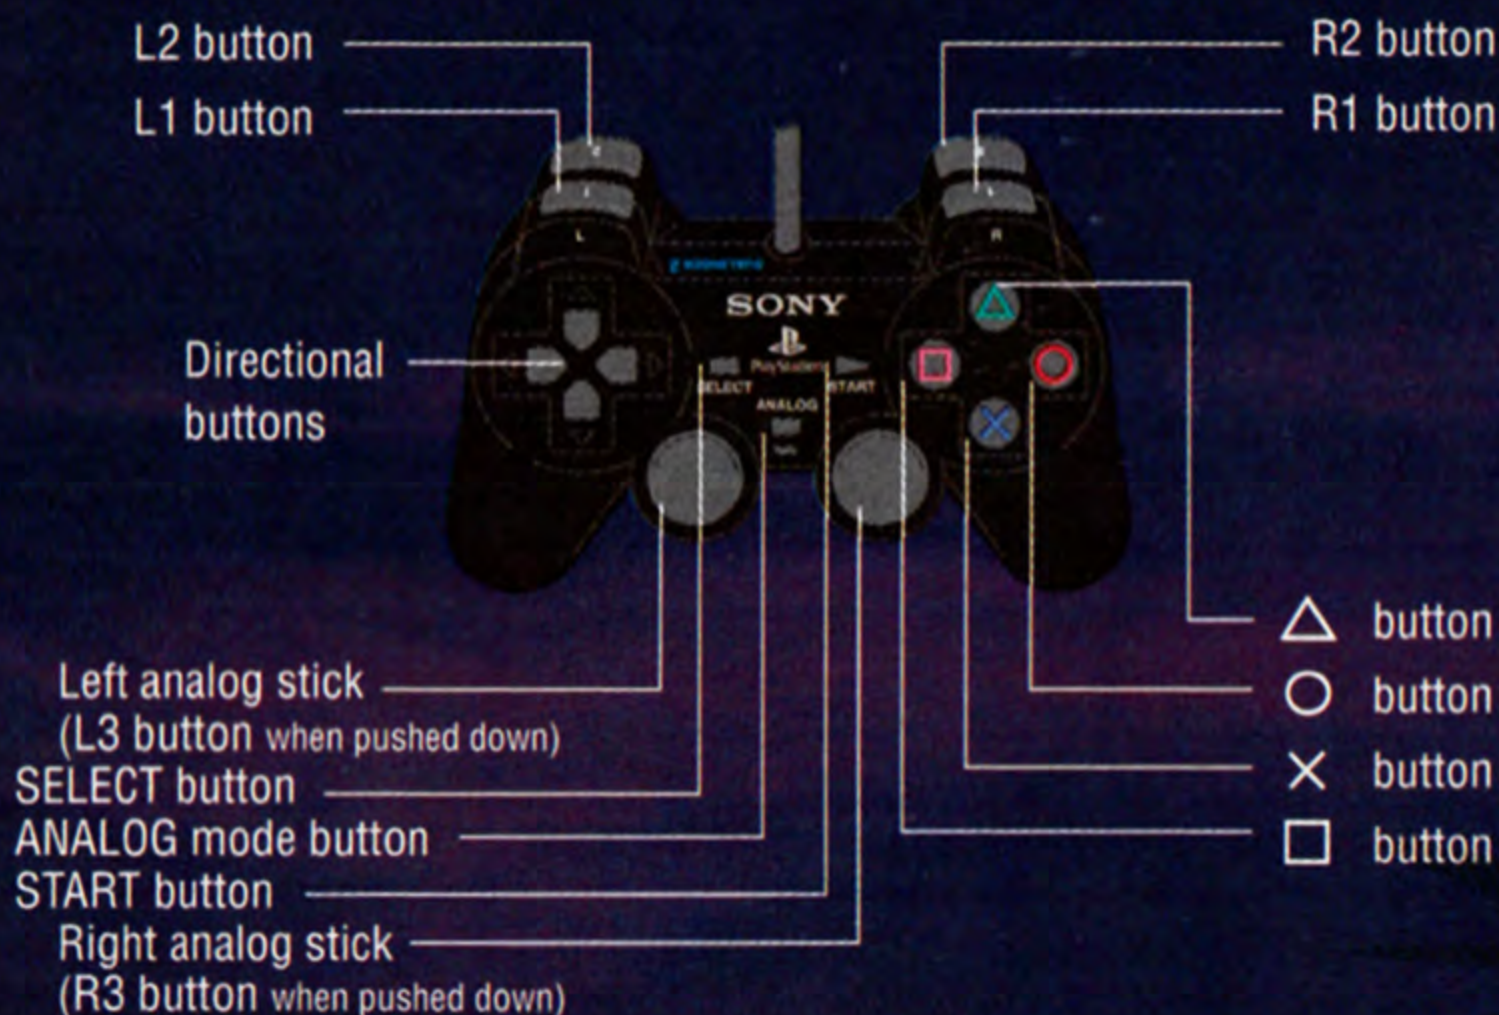 L2 button
R2 button
L1 button
R1 button
L
R
SONY
PlayStation
SELECT
START
ANALOG
Directional
buttons
△ button
Left analog stick
(L3 button when pushed down)
○ button
SELECT button
✕ button
ANALOG mode button
□ button
START button
Right analog stick
(R3 button when pushed down)